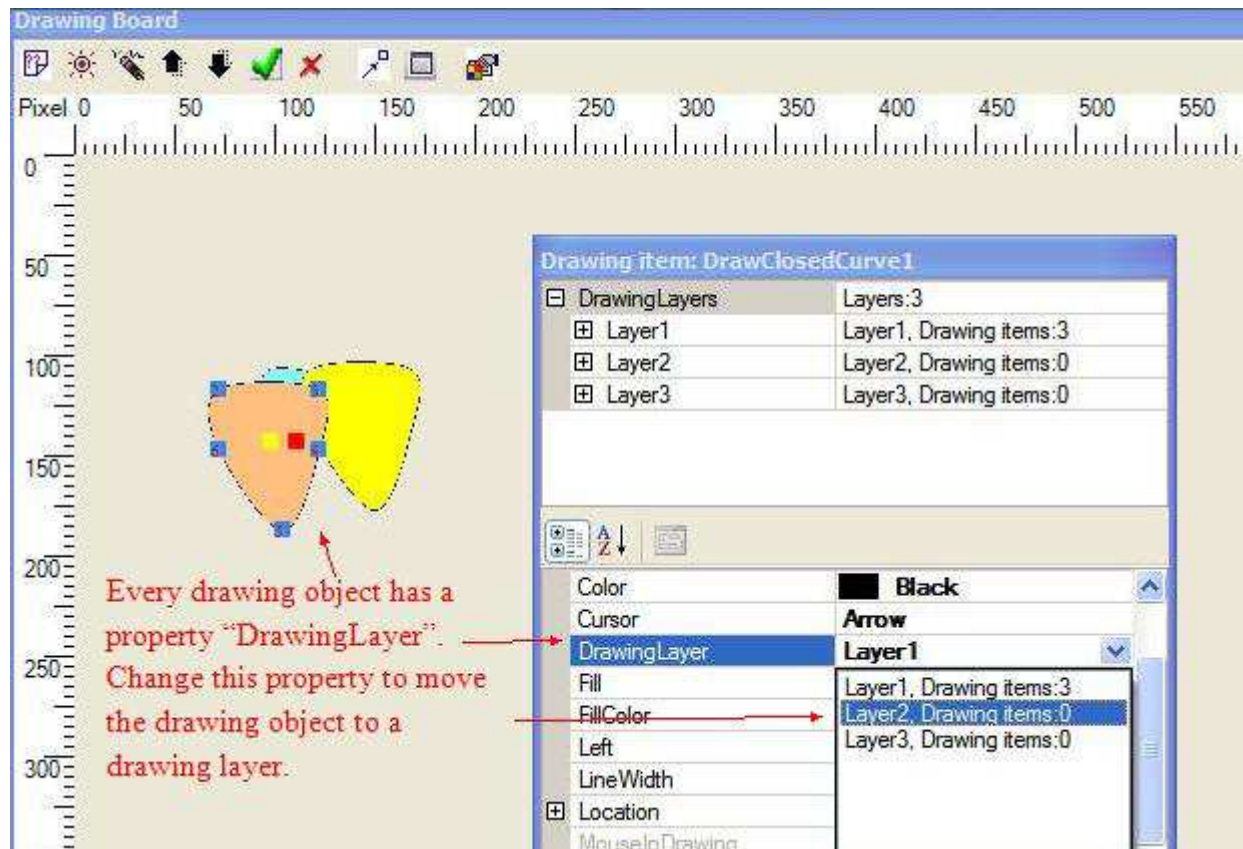 Drawing Board
Pixel 0 50 100 150 200 250 300 350 400 450 500 550
0
50
100
150
200
250
300
Drawing item: DrawClosedCurve1
DrawingLayers Layers:3
Layer1 Layer1, Drawing items:3
Layer2 Layer2, Drawing items:0
Layer3 Layer3, Drawing items:0
Color Black
Cursor Arrow
DrawingLayer Layer1
Fill
FillColor
Left
LineWidth
Location
MouseInDrawing
Layer1, Drawing items:3
Layer2, Drawing items:0
Layer3, Drawing items:0
Every drawing object has a
property “DrawingLayer”.
Change this property to move
the drawing object to a
drawing layer.